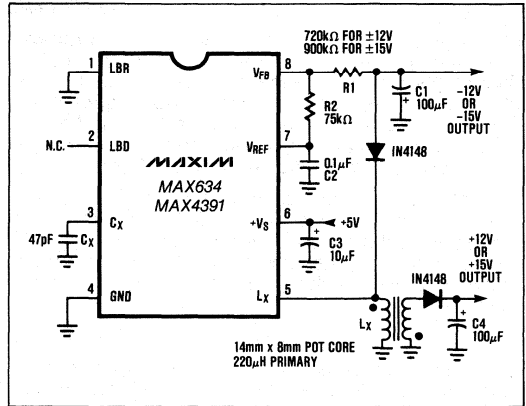 720kΩ FOR ±12V
900kΩ FOR ±15V
1
LBR
VFB
8
R1
C1
100μF
+
-12V
OR
-15V
OUTPUT
R2
75kΩ
N.C.
2
LBD
VREF
7
MAXIM
MAX634
MAX4391
0.1μF
C2
IN4148
47pF
CX
3
CX
+VS
6
+5V
+
C3
10μF
+12V
OR
+15V
OUTPUT
IN4148
4
GND
LX
5
LX
+
C4
100μF
14mm x 8mm POT CORE
220μH PRIMARY